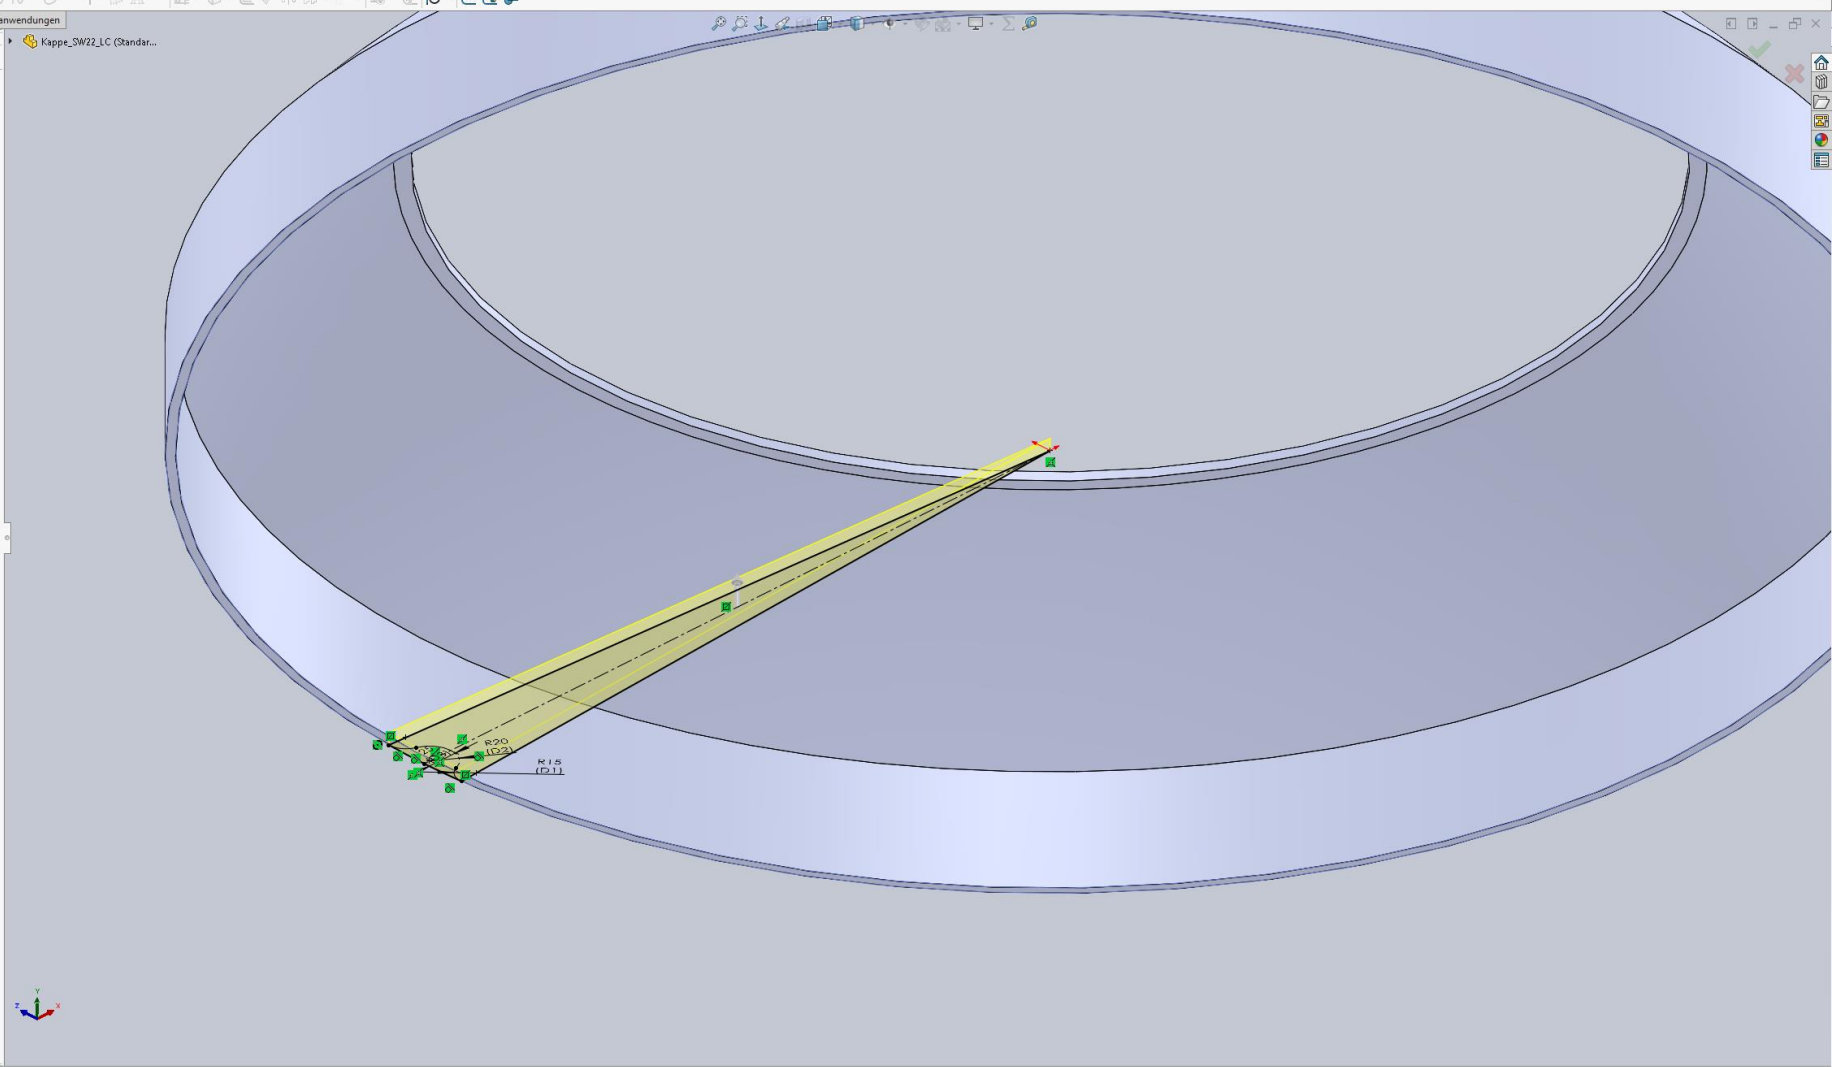 anwendungen
Kappe_SW22_LC (Standar...
R20
(D2)
R15
(D1)
Y
Z
X